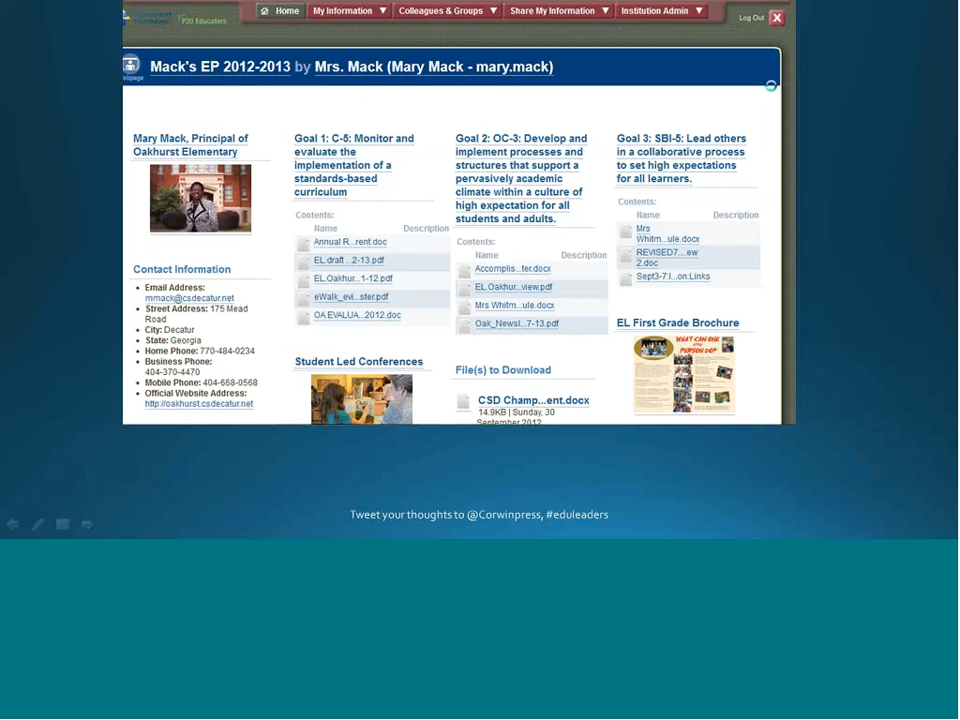 P20 Educators
Home
My Information
Colleagues & Groups
Share My Information
Institution Admin
Log Out
X
Mack's EP 2012-2013 by Mrs. Mack (Mary Mack - mary.mack)
Mary Mack, Principal of
Oakhurst Elementary
Contact Information
Email Address:
mmack@csdecatur.net
Street Address: 175 Mead
Road
City: Decatur
State: Georgia
Home Phone: 770-484-0234
Business Phone:
404-370-4470
Mobile Phone: 404-668-0568
Official Website Address:
http://oakhurst.csdecatur.net
Goal 1: C-5: Monitor and
evaluate the
implementation of a
standards-based
curriculum
Contents:
Name Description
Annual R...rent.doc
EL.draft ...2-13.pdf
EL.Oakhur...1-12.pdf
eWalk_evi...ster.pdf
OA.EVALUA...2012.doc
Student Led Conferences
Goal 2: OC-3: Develop and
implement processes and
structures that support a
pervasively academic
climate within a culture of
high expectation for all
students and adults.
Contents:
Name Description
Accomplis...ter.docx
EL.Oakhur...view.pdf
Mrs Whitm...ule.docx
Oak_Newsl...7-13.pdf
File(s) to Download
CSD Champ...ent.docx
14.9KB | Sunday, 30
September 2012
Goal 3: SBI-5: Lead others
in a collaborative process
to set high expectations
for all learners.
Contents:
Name Description
Mrs
Whitm...ule.docx
REVISED7....ew
2.doc
Sept3-7:l...on:Links
EL First Grade Brochure
WHAT CAN ONE
PERSON DO?
Tweet your thoughts to @Corwinpress, #eduleaders